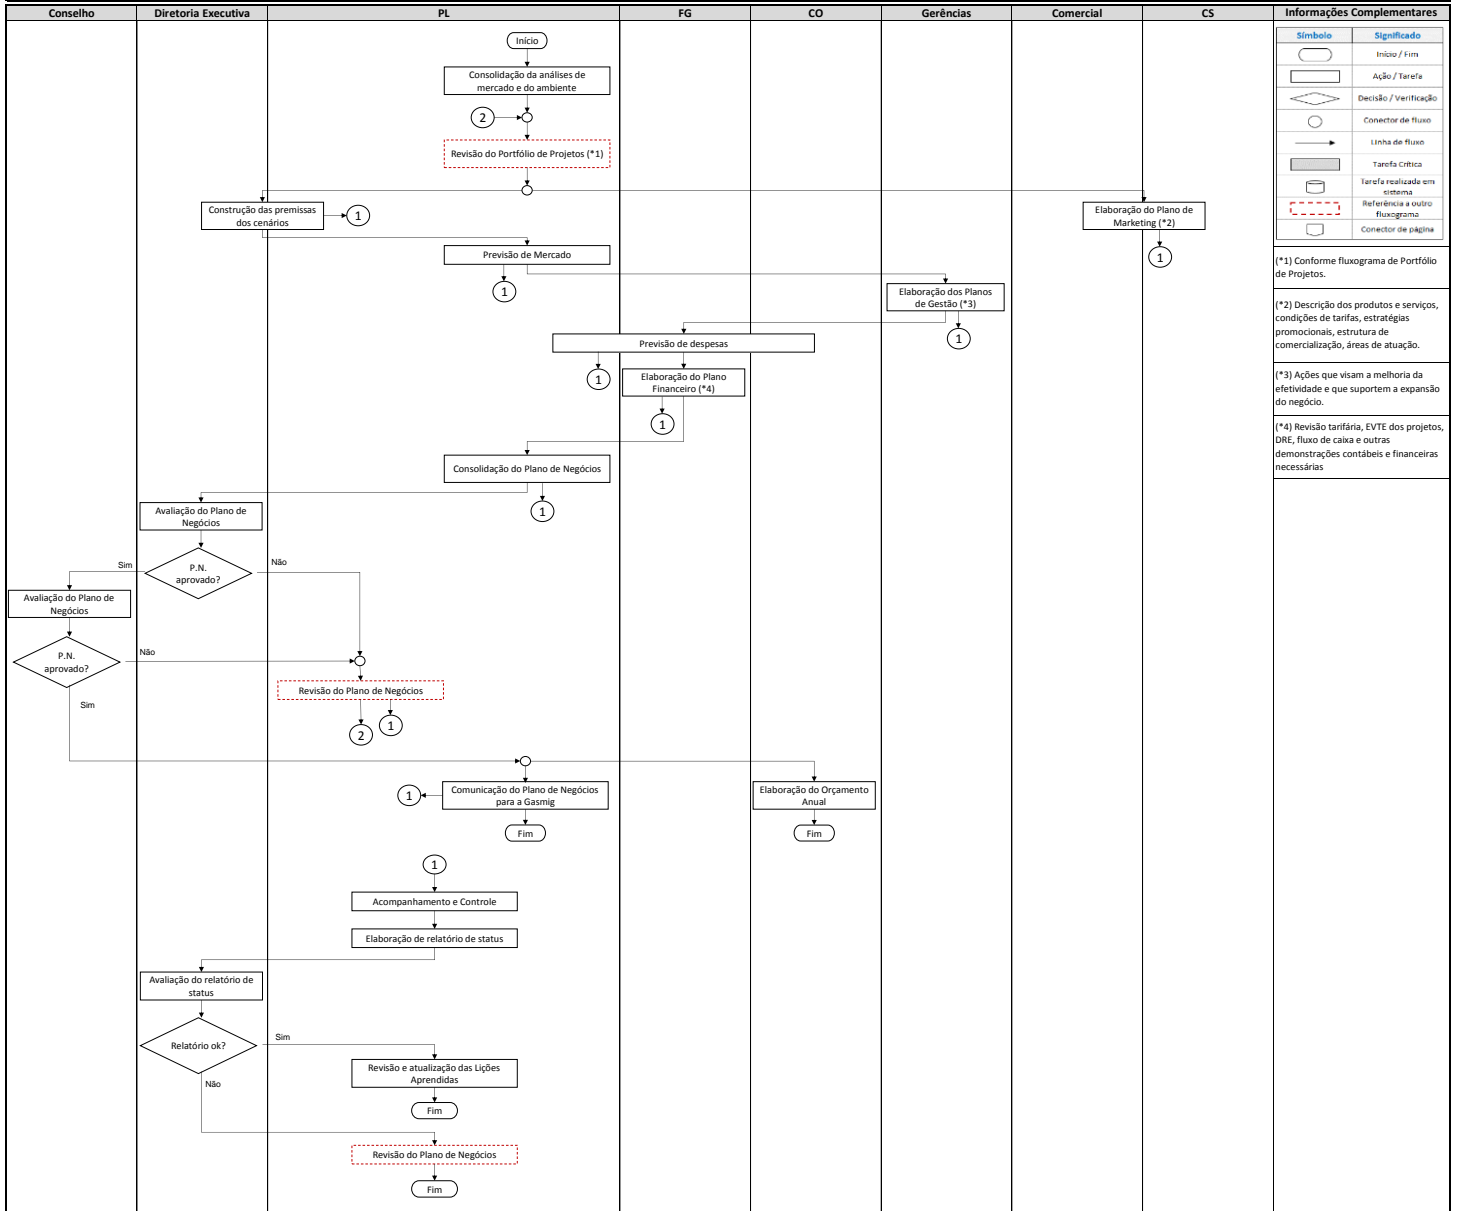 Conselho
Diretoria Executiva
PL
FG
CO
Gerências
Comercial
CS
Informações Complementares
Símbolo
Significado
Início / Fim
Ação / Tarefa
Decisão / Verificação
Conector de fluxo
Linha de fluxo
Tarefa Crítica
Tarefa realizada em
sistema
Referência a outro
fluxograma
Conector de página
(*1) Conforme fluxograma de Portfólio
de Projetos.
(*2) Descrição dos produtos e serviços,
condições de tarifas, estratégias
promocionais, estrutura de
comercialização, áreas de atuação.
(*3) Ações que visam a melhoria da
efetividade e que suportem a expansão
do negócio.
(*4) Revisão tarifária, EVTE dos projetos,
DRE, fluxo de caixa e outras
demonstrações contábeis e financeiras
necessárias
Início
Consolidação da análises de
mercado e do ambiente
2
Revisão do Portfólio de Projetos (*1)
Construção das premissas
dos cenários
1
Elaboração do Plano de
Marketing (*2)
1
Previsão de Mercado
1
Elaboração dos Planos
de Gestão (*3)
1
Previsão de despesas
1
Elaboração do Plano
Financeiro (*4)
1
Consolidação do Plano de Negócios
1
Avaliação do Plano de
Negócios
P.N.
aprovado?
Sim
Não
Avaliação do Plano de
Negócios
P.N.
aprovado?
Não
Sim
Revisão do Plano de Negócios
2
1
Comunicação do Plano de Negócios
para a Gasmig
1
Fim
Elaboração do Orçamento
Anual
Fim
1
Acompanhamento e Controle
Elaboração de relatório de status
Avaliação do relatório de
status
Relatório ok?
Sim
Não
Revisão e atualização das Lições
Aprendidas
Fim
Revisão do Plano de Negócios
Fim